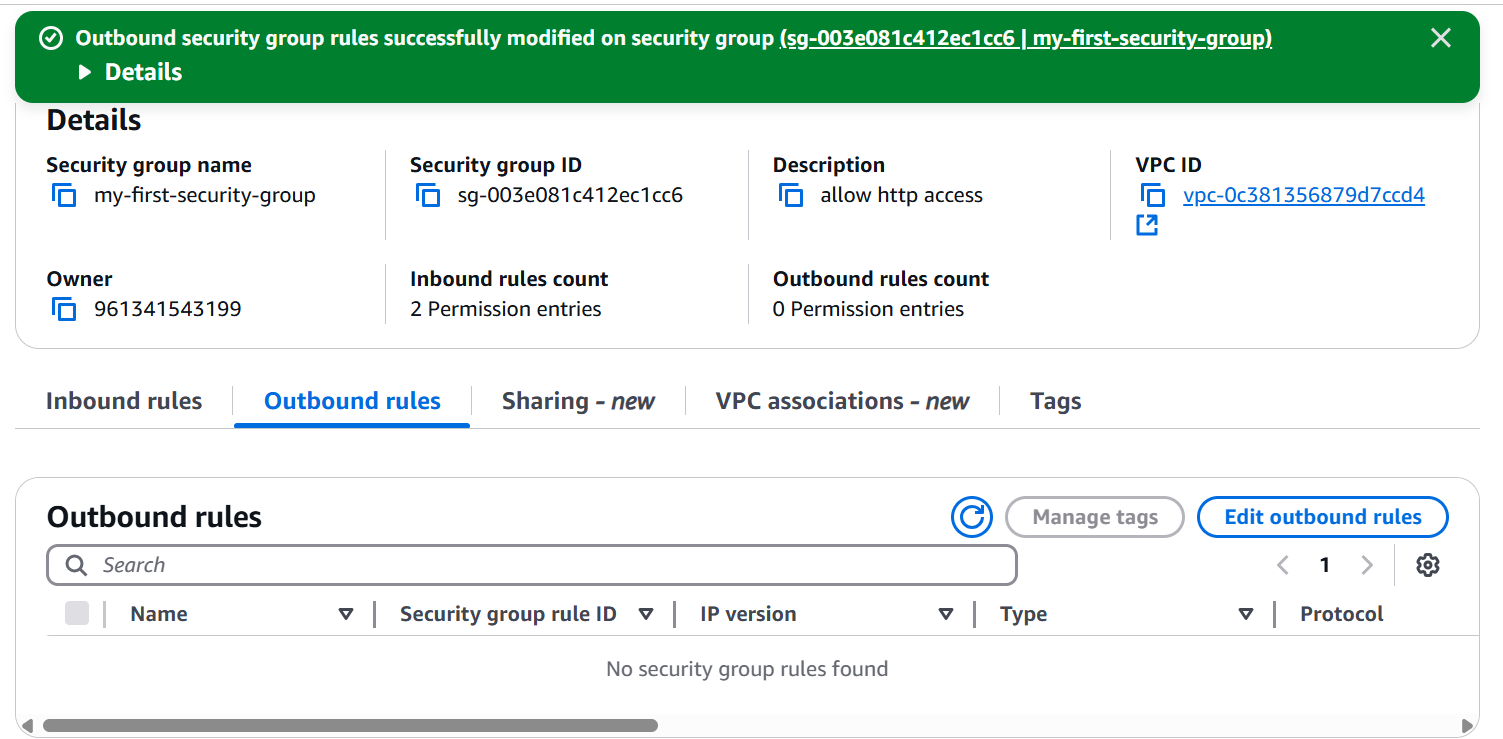 Outbound security group rules successfully modified on security group (sg-003e081c412ec1cc6 | my-first-security-group)
Details
Details
Security group name
my-first-security-group
Security group ID
sg-003e081c412ec1cc6
Description
allow http access
VPC ID
vpc-0c381356879d7ccd4
Owner
961341543199
Inbound rules count
2 Permission entries
Outbound rules count
0 Permission entries
Inbound rules
Outbound rules
Sharing - new
VPC associations - new
Tags
Outbound rules
Manage tags
Edit outbound rules
Search
1
Name
Security group rule ID
IP version
Type
Protocol
No security group rules found